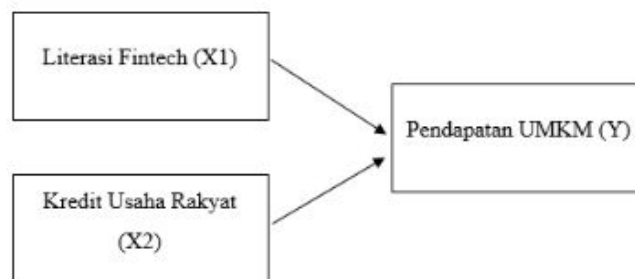 Literasi Fintech (X1)
Pendapatan UMKM (Y)
Kredit Usaha Rakyat
(X2)